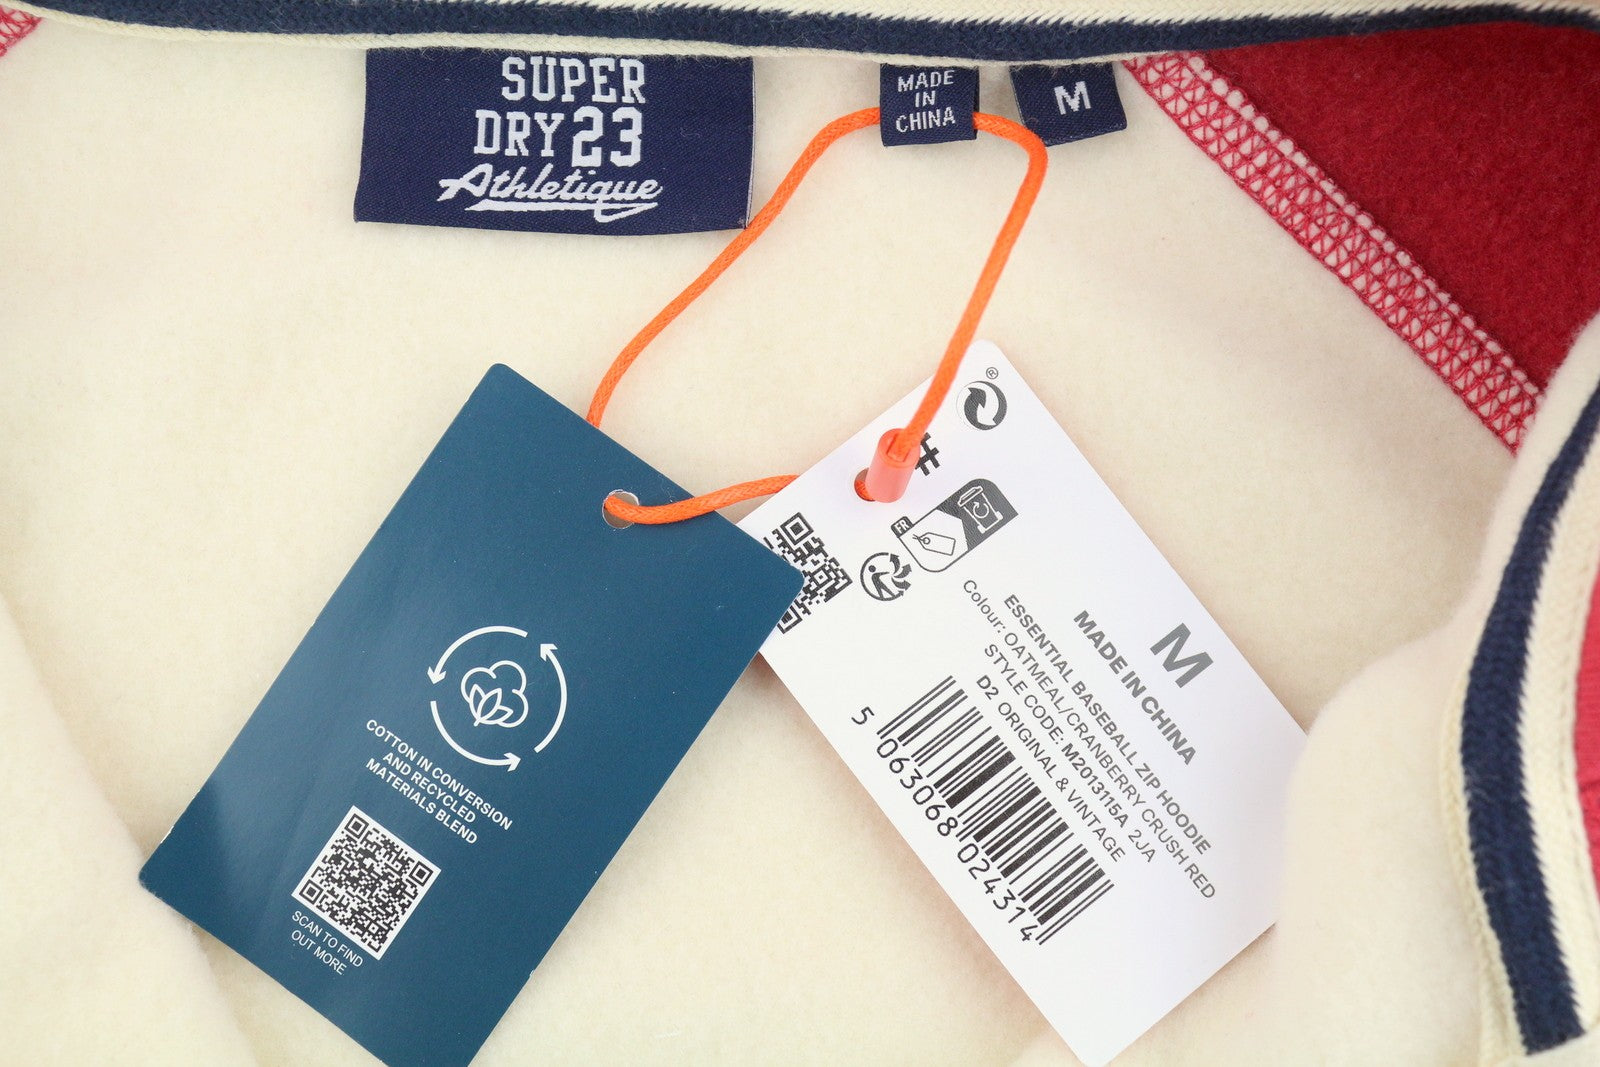 SUPER
DRY 23
Athletique
MADE
IN
CHINA
M
COTTON IN CONVERSION
AND RECYCLED
MATERIALS BLEND
SCAN TO FIND
OUT MORE
®
#
FR
M
MADE IN CHINA
ESSENTIAL BASEBALL ZIP HOODIE
Colour: OATMEAL/CRANBERRY CRUSH RED
STYLE CODE: M2013115A 2JA
D2 ORIGINAL & VINTAGE
5 063068 024314